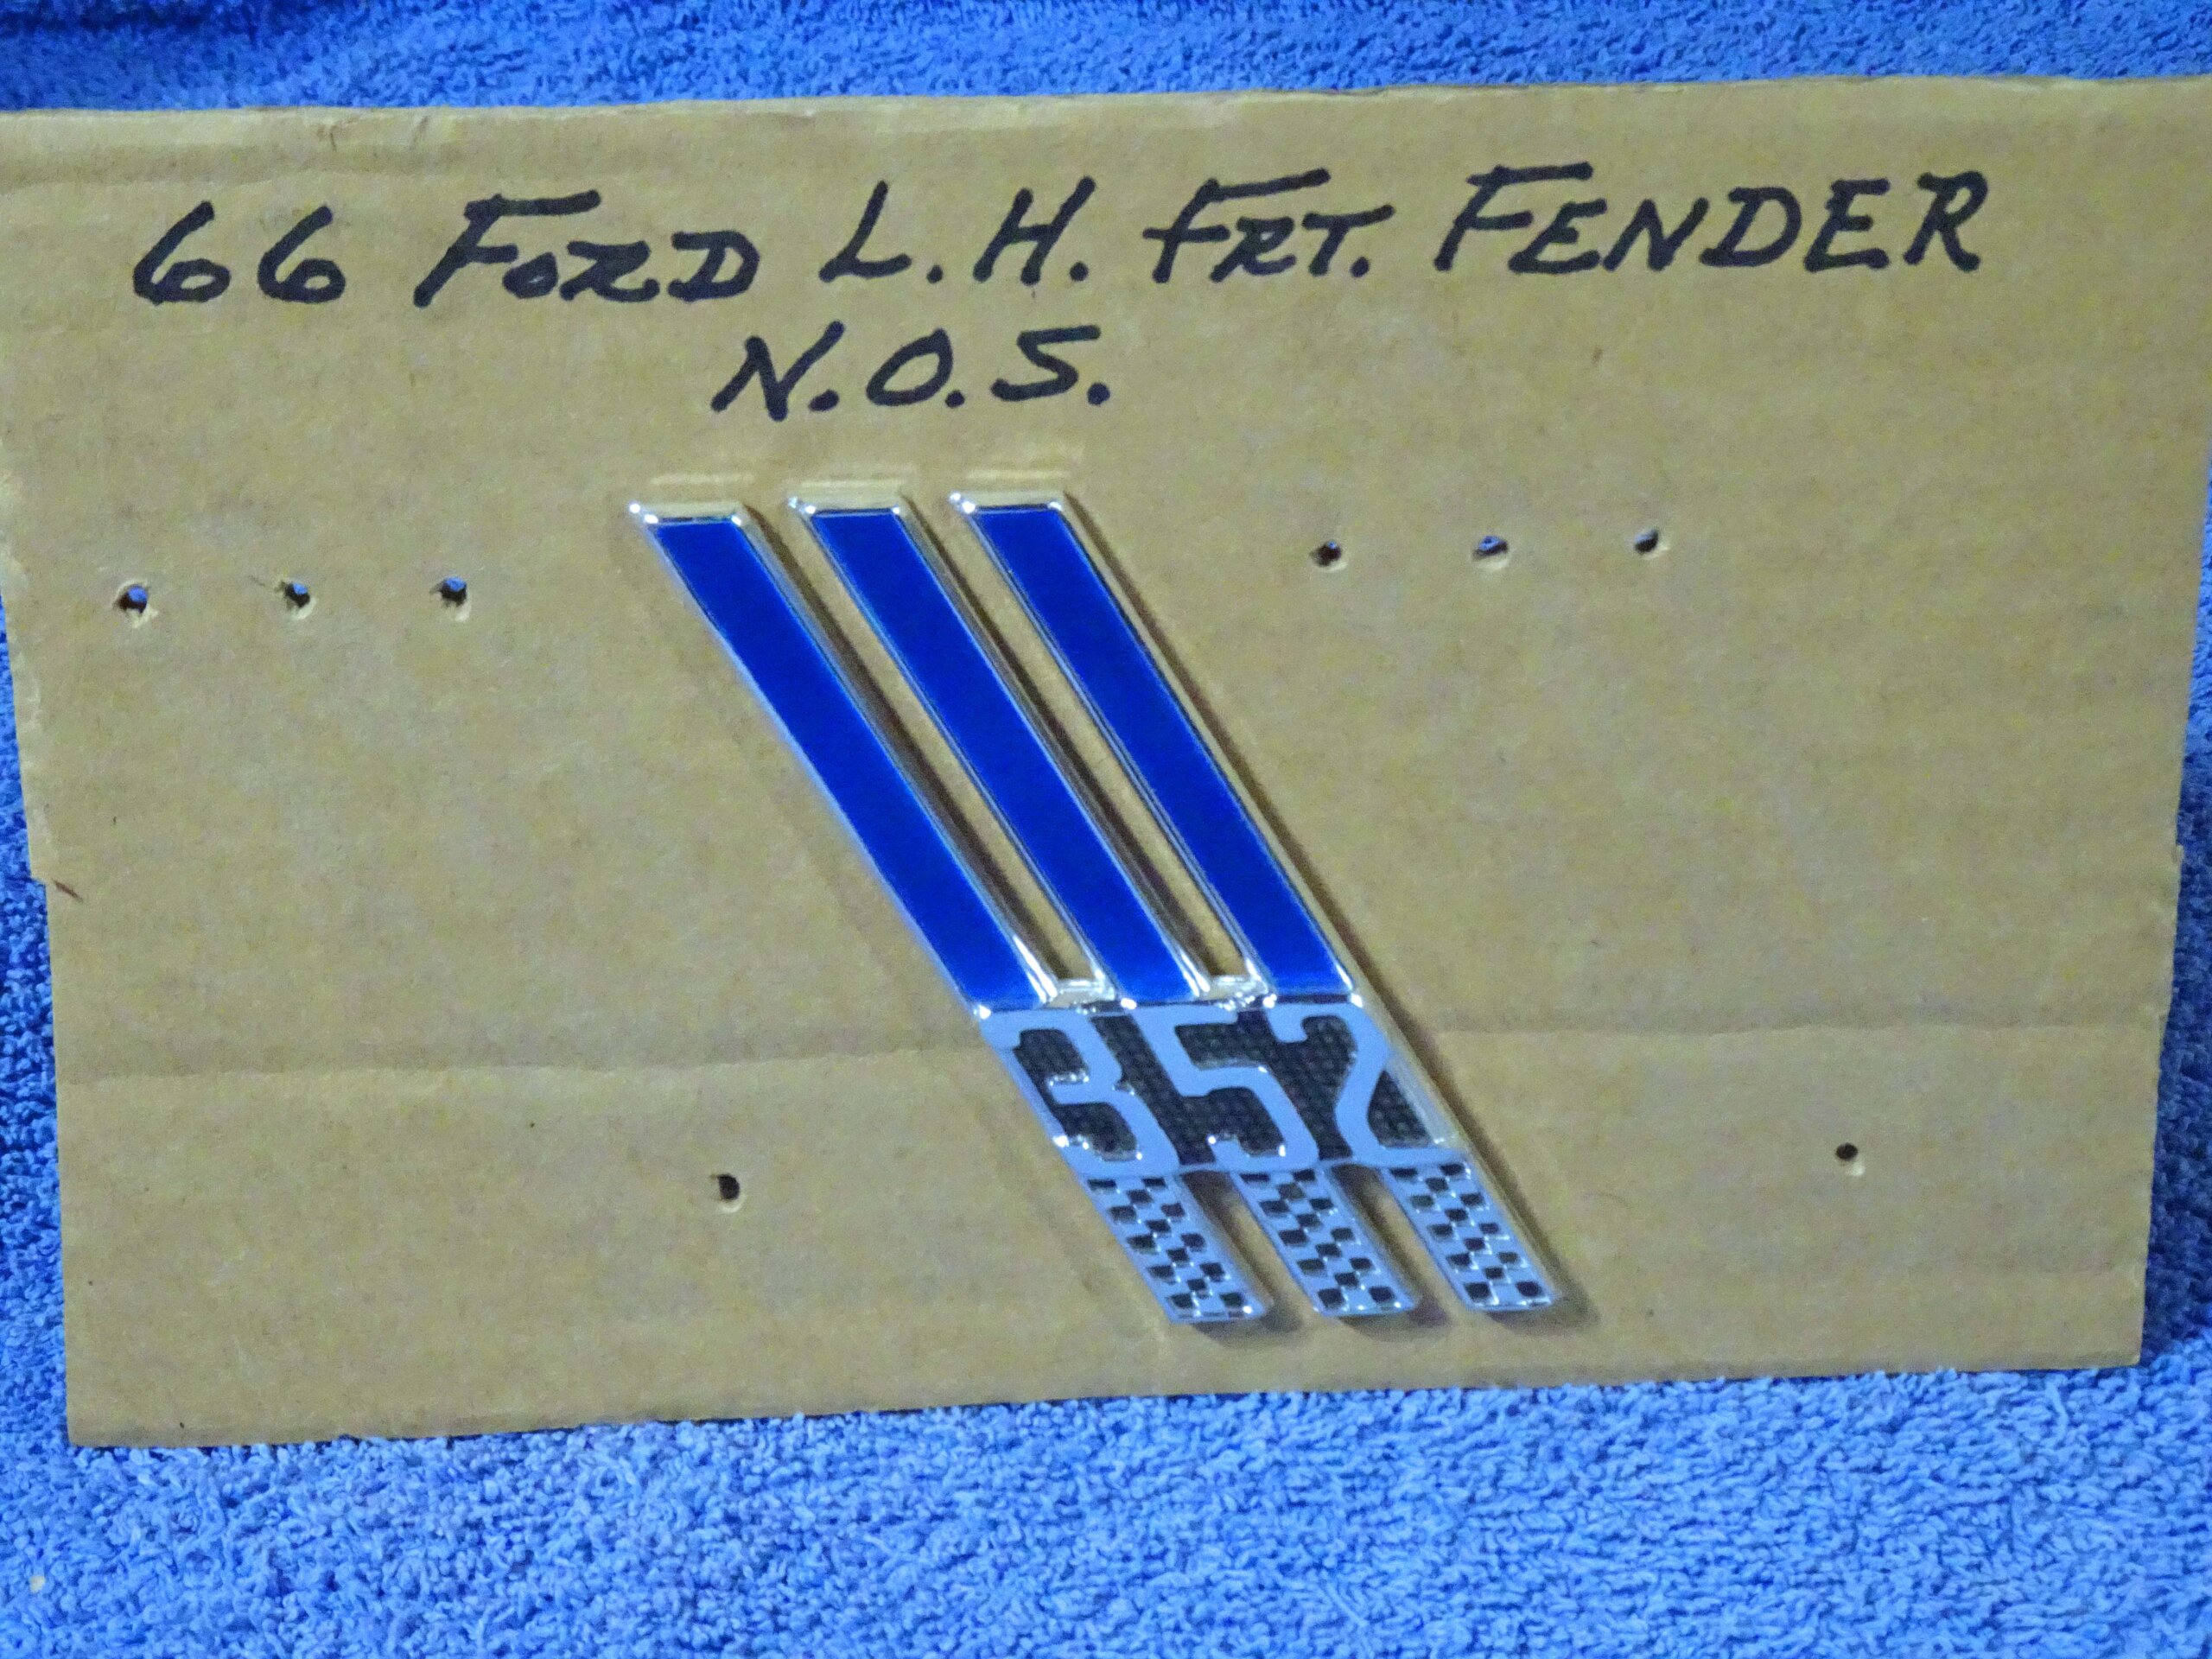 66 FORD L.H. FRT. FENDER
N.O.S.
352